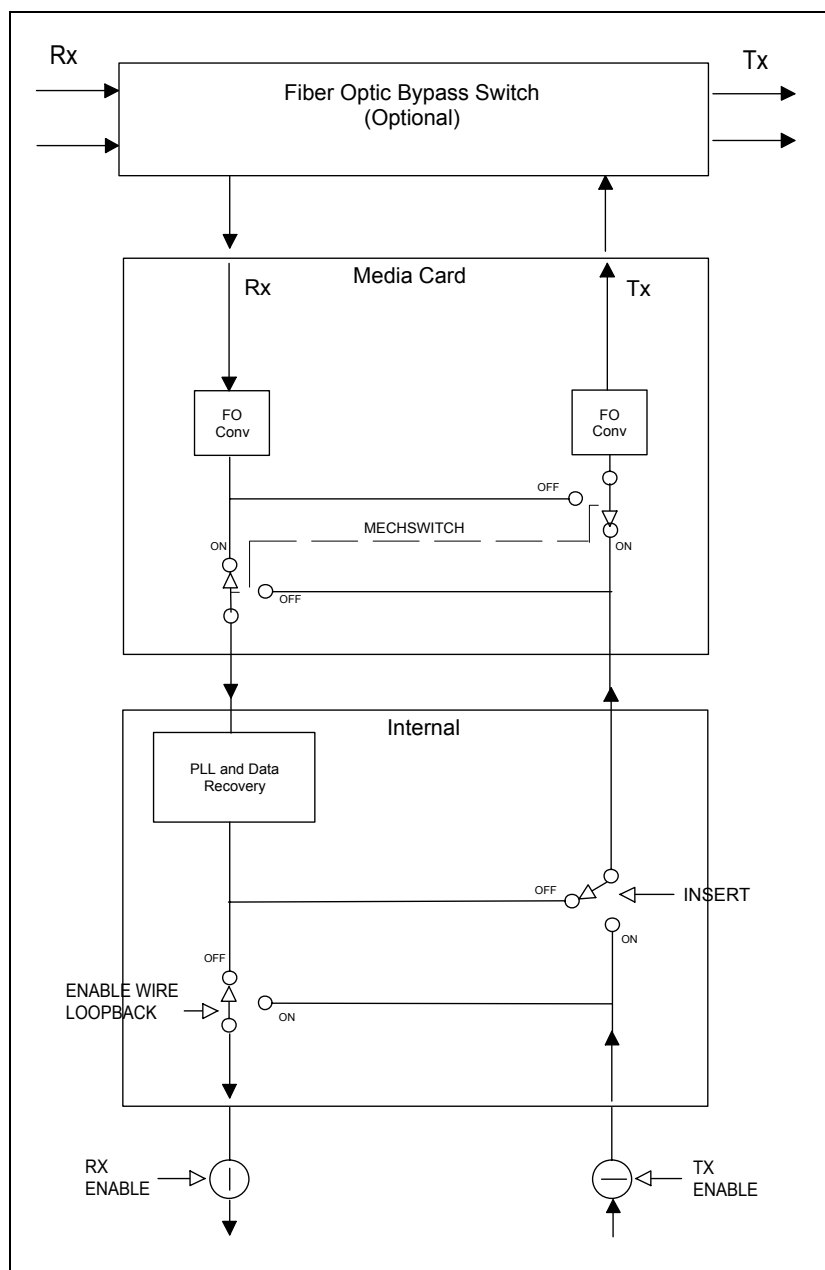 Rx
Tx
Fiber Optic Bypass Switch
(Optional)
Media Card
Rx
Tx
FO
Conv
FO
Conv
OFF
MECHSWITCH
ON
ON
OFF
Internal
PLL and Data
Recovery
OFF
INSERT
ON
OFF
ENABLE WIRE
LOOPBACK
ON
RX
ENABLE
TX
ENABLE